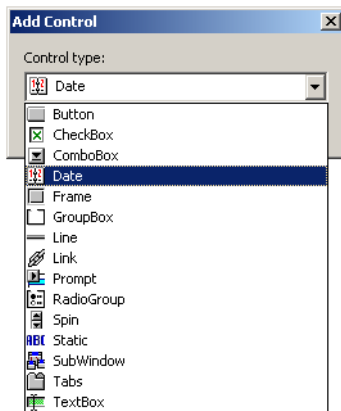 Add Control
Control type:
Date
Button
CheckBox
ComboBox
Date
Frame
GroupBox
Line
Link
Prompt
RadioGroup
Spin
ABC Static
SubWindow
Tabs
TextBox